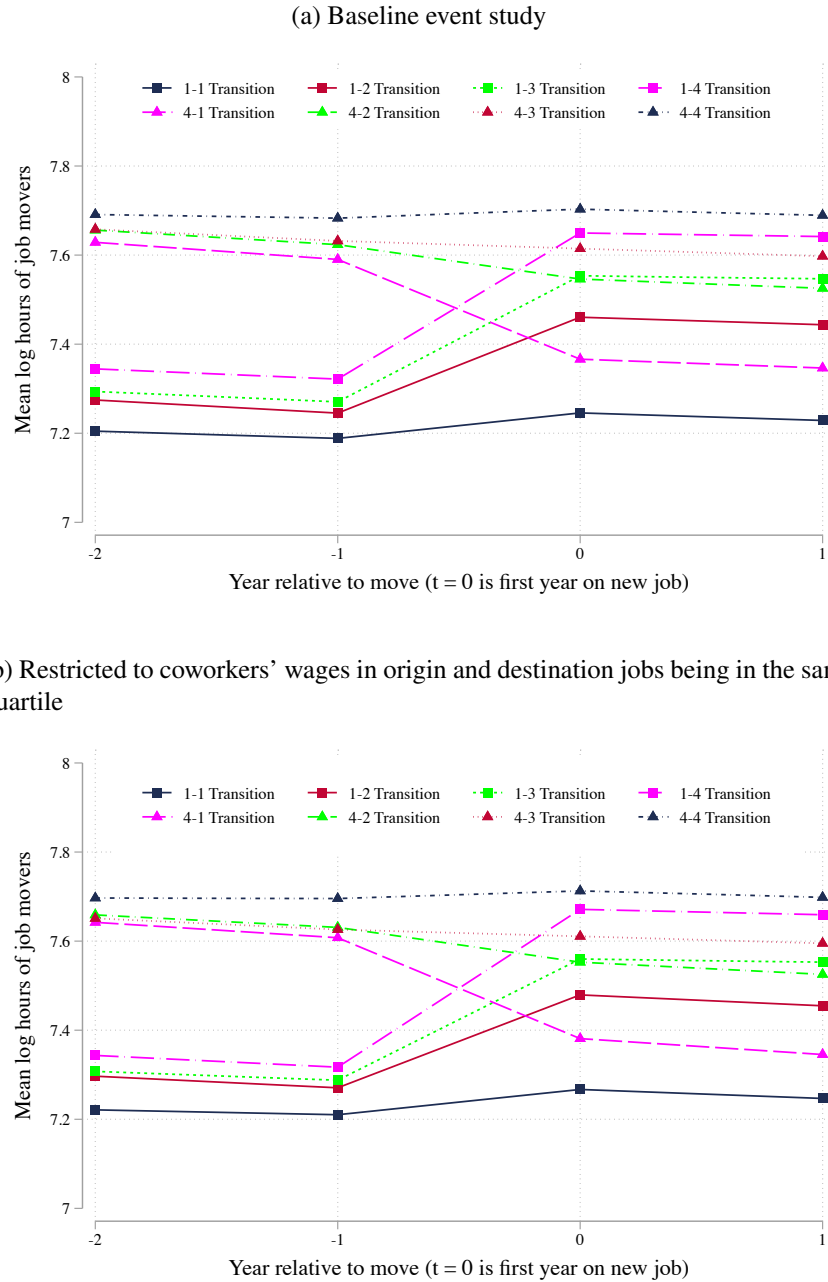 (a) Baseline event study
8
1-1 Transition 1-2 Transition 1-3 Transition 1-4 Transition
4-1 Transition 4-2 Transition 4-3 Transition 4-4 Transition
Mean log hours of job movers
7.8
7.6
7.4
7.2
7
-2 -1 0 1
Year relative to move (t = 0 is first year on new job)
) Restricted to coworkers’ wages in origin and destination jobs being in the
uartile
8
1-1 Transition 1-2 Transition 1-3 Transition 1-4 Transition
4-1 Transition 4-2 Transition 4-3 Transition 4-4 Transition
Mean log hours of job movers
7.8
7.6
7.4
7.2
7
-2 -1 0 1
Year relative to move (t = 0 is first year on new job)